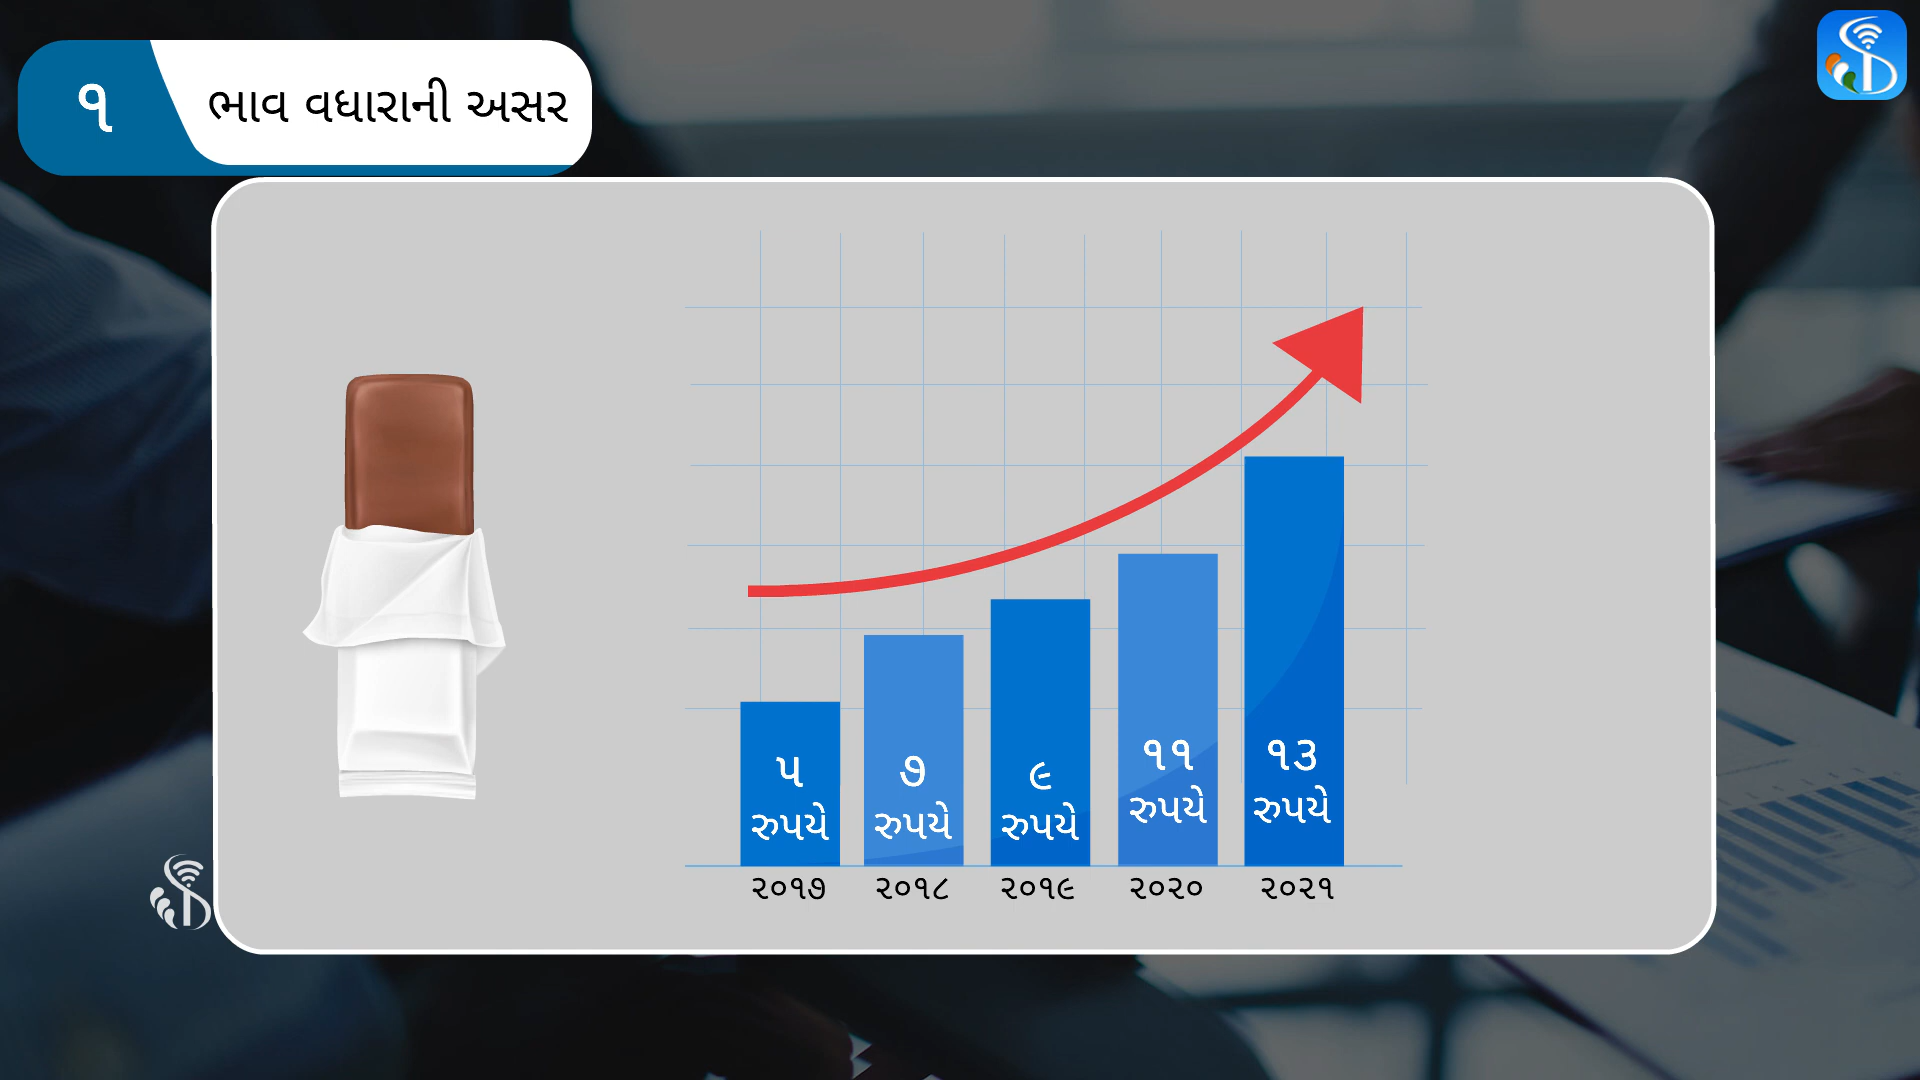 ૧
ભાવ વધારાની અસર
૫
રુપયે
૭
રુપયે
૯
રુપયે
૧૧
રુપયે
૧૩
રુપયે
૨૦૧૭ ૨૦૧૮ ૨૦૧૯ ૨૦૨૦ ૨૦૨૧